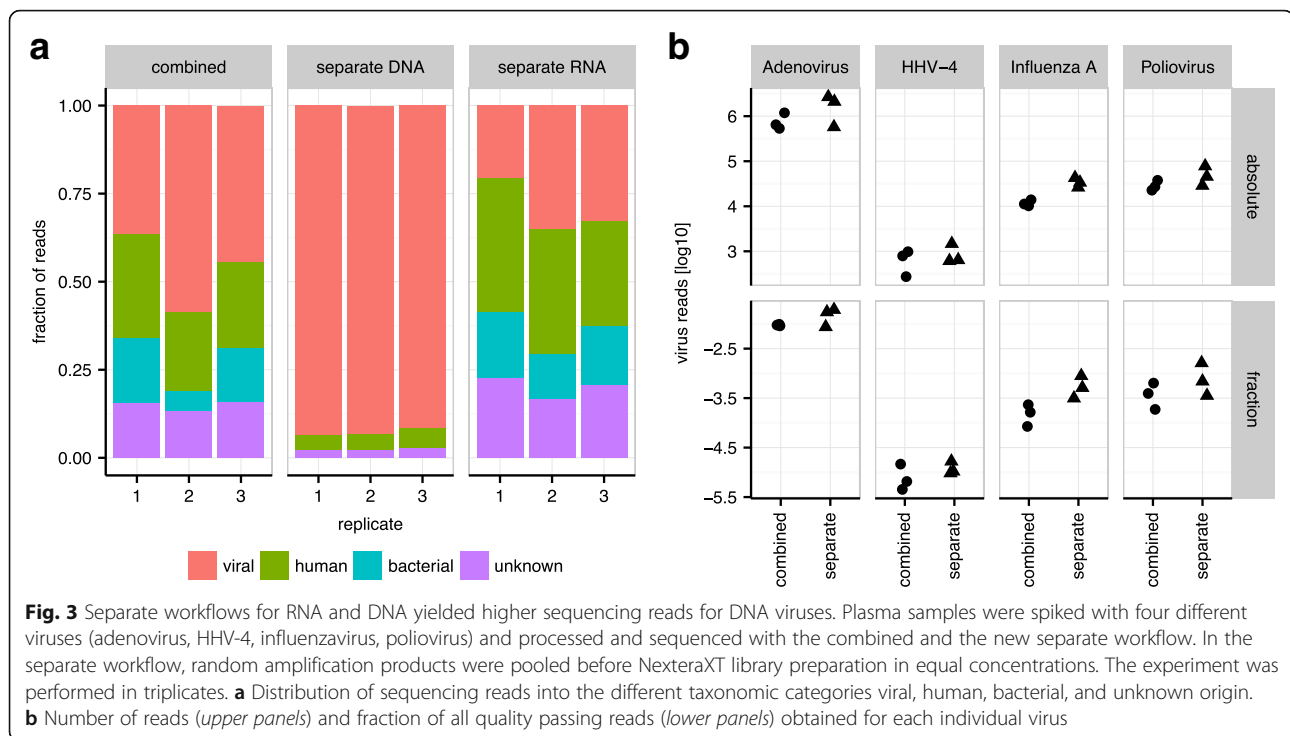 a
combined
separate DNA
separate RNA
1.00
0.75
0.50
0.25
0.00
fraction of reads
1 2 3
1 2 3
1 2 3
replicate
viral human bacterial unknown
b
Adenovirus
HHV−4
Influenza A
Poliovirus
6
5
4
3
−2.5
−3.5
−4.5
−5.5
virus reads [log10]
absolute
fraction
combined
separate
combined
separate
combined
separate
combined
separate
Fig. 3 Separate workflows for RNA and DNA yielded higher sequencing reads for DNA viruses. Plasma samples were spiked with four different
viruses (adenovirus, HHV-4, influenzavirus, poliovirus) and processed and sequenced with the combined and the new separate workflow. In the
separate workflow, random amplification products were pooled before NexteraXT library preparation in equal concentrations. The experiment was
performed in triplicates. a Distribution of sequencing reads into the different taxonomic categories viral, human, bacterial, and unknown origin.
b Number of reads (upper panels) and fraction of all quality passing reads (lower panels) obtained for each individual virus